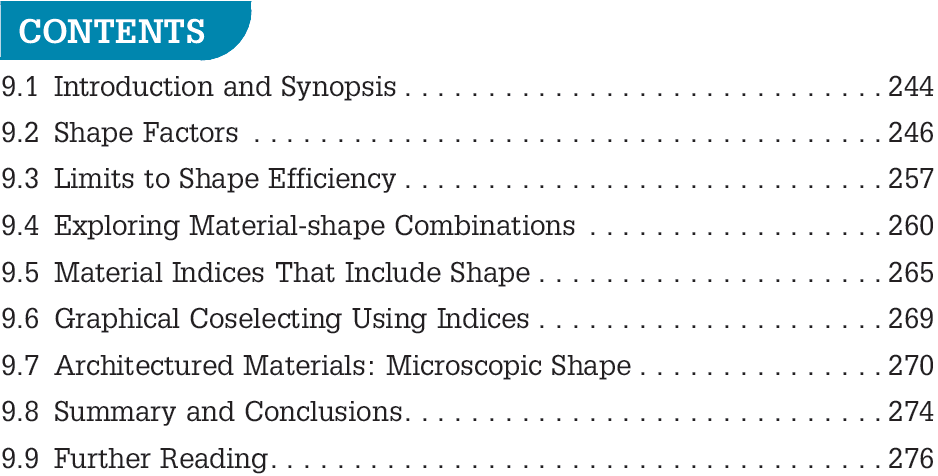 CONTENTS
9.1 Introduction and Synopsis . . . . . . . . . . . . . . . . . . . . . . . . . . . . . 244
9.2 Shape Factors . . . . . . . . . . . . . . . . . . . . . . . . . . . . . . . . . . . . . . 246
9.3 Limits to Shape Efficiency . . . . . . . . . . . . . . . . . . . . . . . . . . . . . 257
9.4 Exploring Material-shape Combinations . . . . . . . . . . . . . . . . . . 260
9.5 Material Indices That Include Shape . . . . . . . . . . . . . . . . . . . . . 265
9.6 Graphical Coselecting Using Indices . . . . . . . . . . . . . . . . . . . . . 269
9.7 Architectured Materials: Microscopic Shape . . . . . . . . . . . . . . . 270
9.8 Summary and Conclusions. . . . . . . . . . . . . . . . . . . . . . . . . . . . . 274
9.9 Further Reading. . . . . . . . . . . . . . . . . . . . . . . . . . . . . . . . . . . . . 276